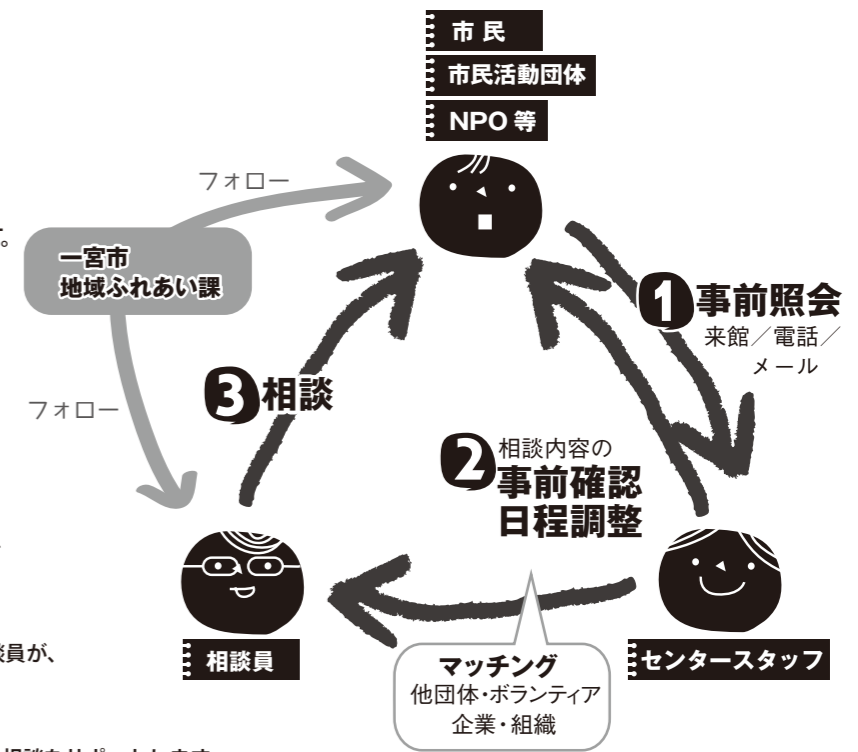 市 民
市民活動団体
NPO 等
フォロー
。
一宮市
地域ふれあい課
1 事前照会
来館／電話／
メール
3 相談
フォロー
2 相談内容の
事前確認
日程調整
員が、
相談員
マッチング
他団体・ボランティア
企業・組織
センタースタッフ